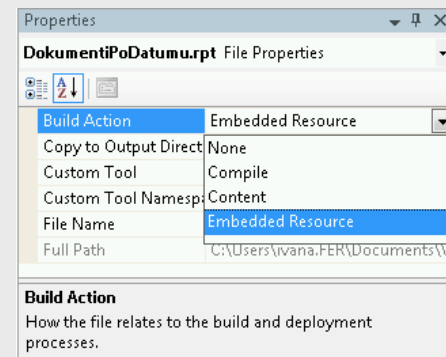 Properties
DokumentiPoDatumu.rpt File Properties
Build Action Embedded Resource
Copy to Output Direct None
Custom Tool Compile
Custom Tool Namespa Content
File Name Embedded Resource
Full Path C:\Users\ivana.FER\Documents\
Build Action
How the file relates to the build and deployment
processes.